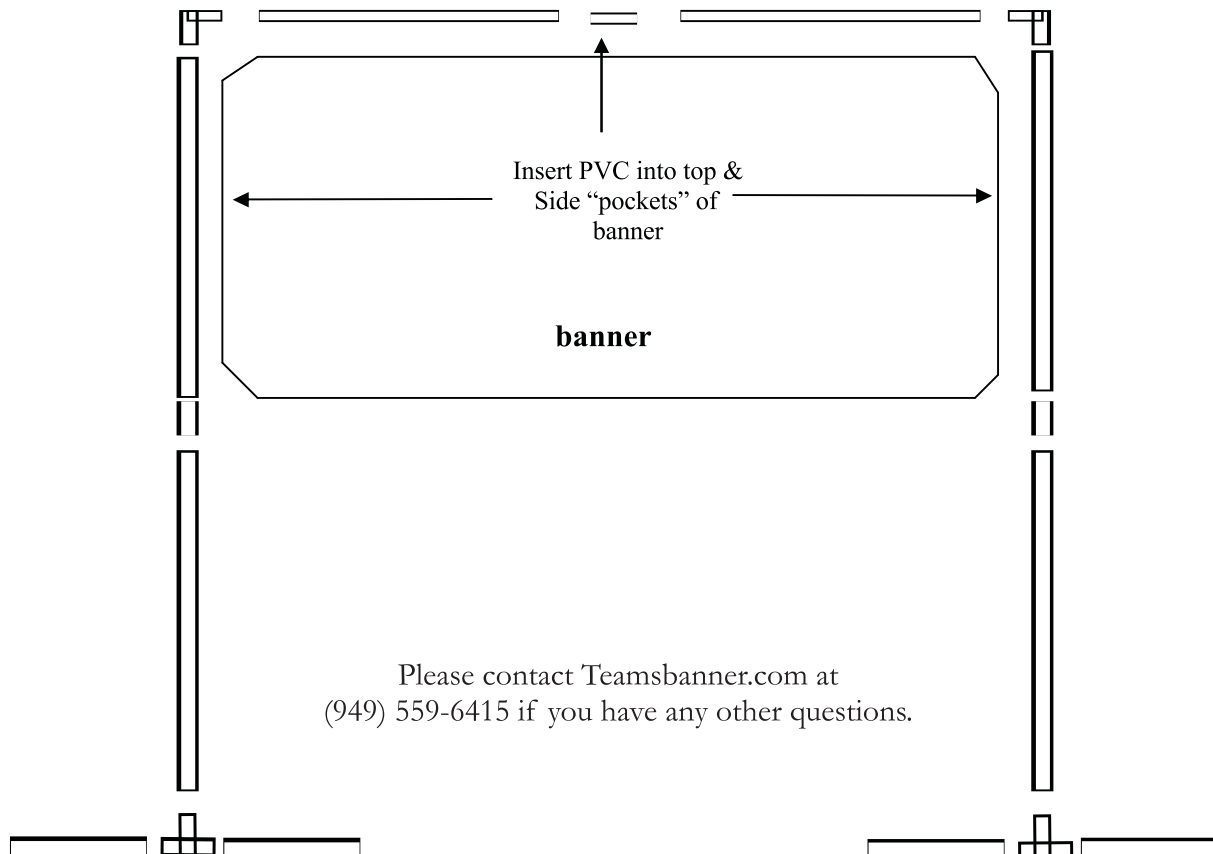 Insert PVC into top &
Side “pockets” of
banner
banner
Please contact Teamsbanner.com at
(949) 559-6415 if you have any other questions.